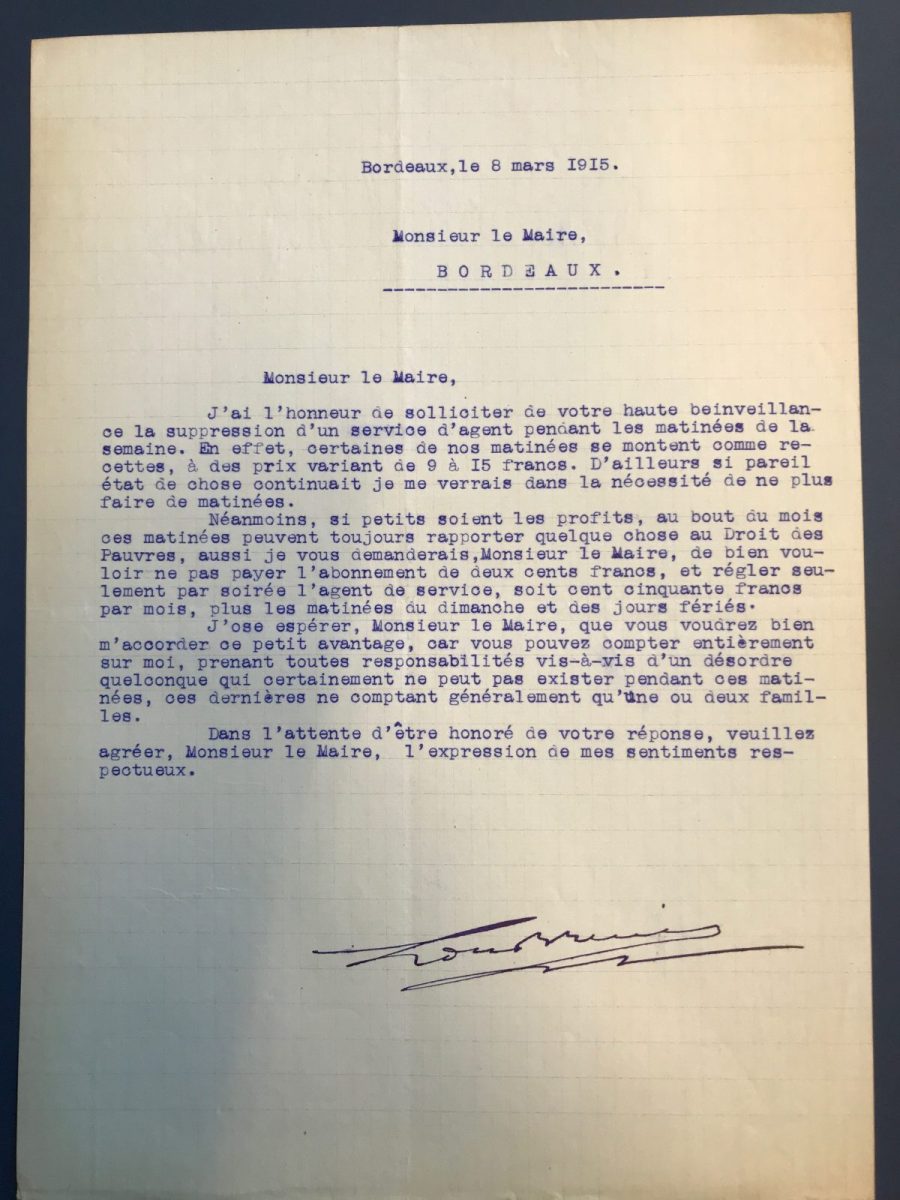 Bordeaux,le 8 mars 1915.
Monsieur le Maire,
BORDEAUX.
Monsieur le Maire,
J'ai l'honneur de solliciter de votre haute beinveillan-
ce la suppression d'un service d'agent pendant les matinées de la
semaine. En effet, certaines de nos matinées se montent comme re-
cettes, à des prix variant de 9 à 15 francs. D'ailleurs si pareil
état de chose continuait je me verrais dans la nécessité de ne plus
faire de matinées.
Néanmoins, si petits soient les profits, au bout du mois
ces matinées peuvent toujours rapporter quelque chose au Droit des
Pauvres, aussi je vous demanderais,Monsieur le Maire, de bien vou-
loir ne pas payer l'abonnement de deux cents francs, et régler seu-
lement par soirée l'agent de service, soit cent cinquante francs
par mois, plus les matinées du dimanche et des jours fériés.
J'ose espérer, Monsieur le Maire, que vous voudrez bien
m'accorder ce petit avantage, car vous pouvez compter entièrement
sur moi, prenant toutes responsabilités vis-à-vis d'un désordre
quelconque qui certainement ne peut pas exister pendant ces mati-
nées, ces dernières ne comptant généralement qu'une ou deux famil-
les.
Dans l'attente d'être honoré de votre réponse, veuillez
agréer, Monsieur le Maire, l'expression de mes sentiments res-
pectueux.